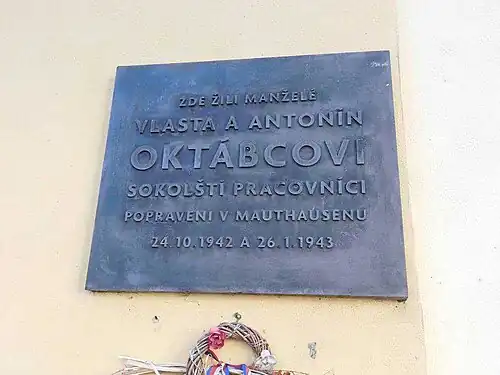 ZDE ŽILI MANŽELÉ
VLASTA A ANTONÍN
OKTÁBCOVI
SOKOLŠTÍ PRACOVNÍCI
POPRAVENI V MAUTHAUSENU
24.10.1942 A 26.1.1943